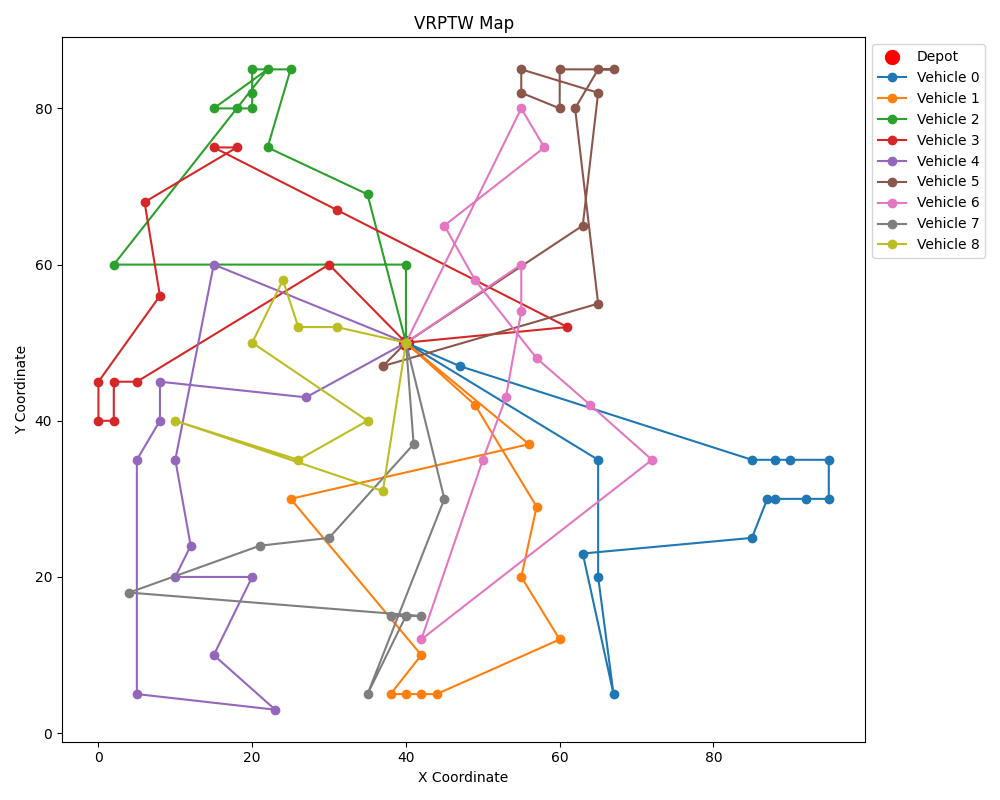 VRPTW Map
Depot
Vehicle 0
Vehicle 1
Vehicle 2
Vehicle 3
Vehicle 4
Vehicle 5
Vehicle 6
Vehicle 7
Vehicle 8
Y Coordinate
80
60
40
20
0
0 20 40 60 80
X Coordinate